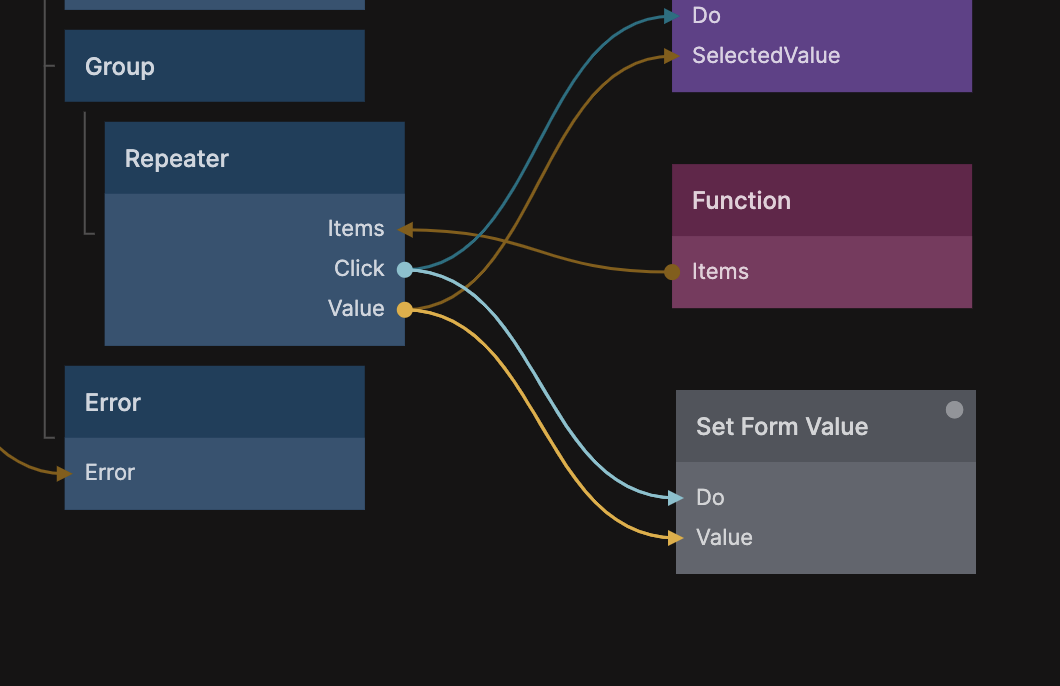 Do
SelectedValue
Group
Repeater
Items
Click
Value
Function
Items
Error
Error
Set Form Value
Do
Value